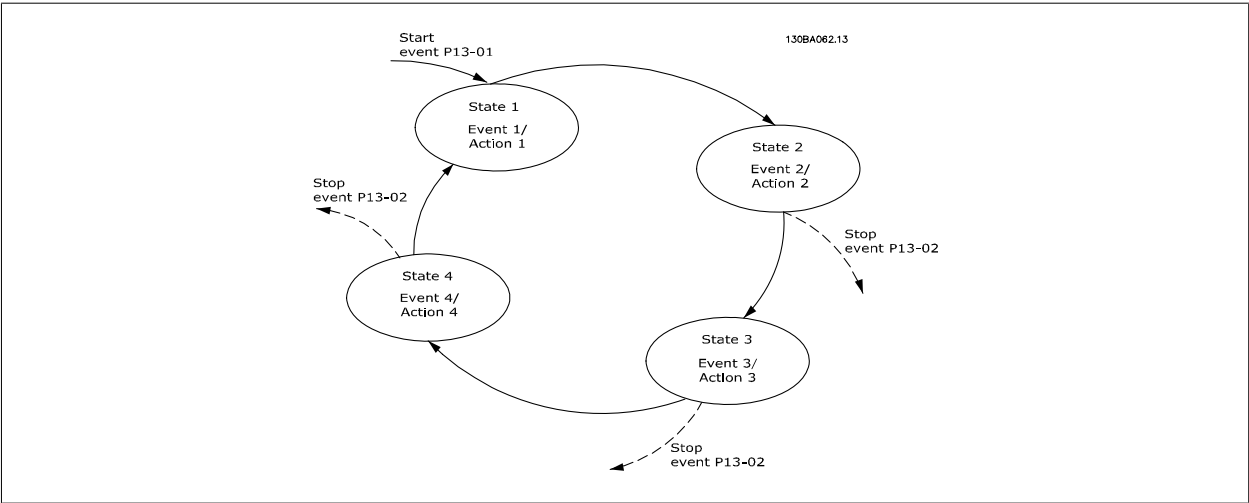 Start
event P13-01
130BA062.13
State 1
Event 1/
Action 1
State 2
Event 2/
Action 2
Stop
event P13-02
Stop
event P13-02
State 4
Event 4/
Action 4
State 3
Event 3/
Action 3
Stop
event P13-02